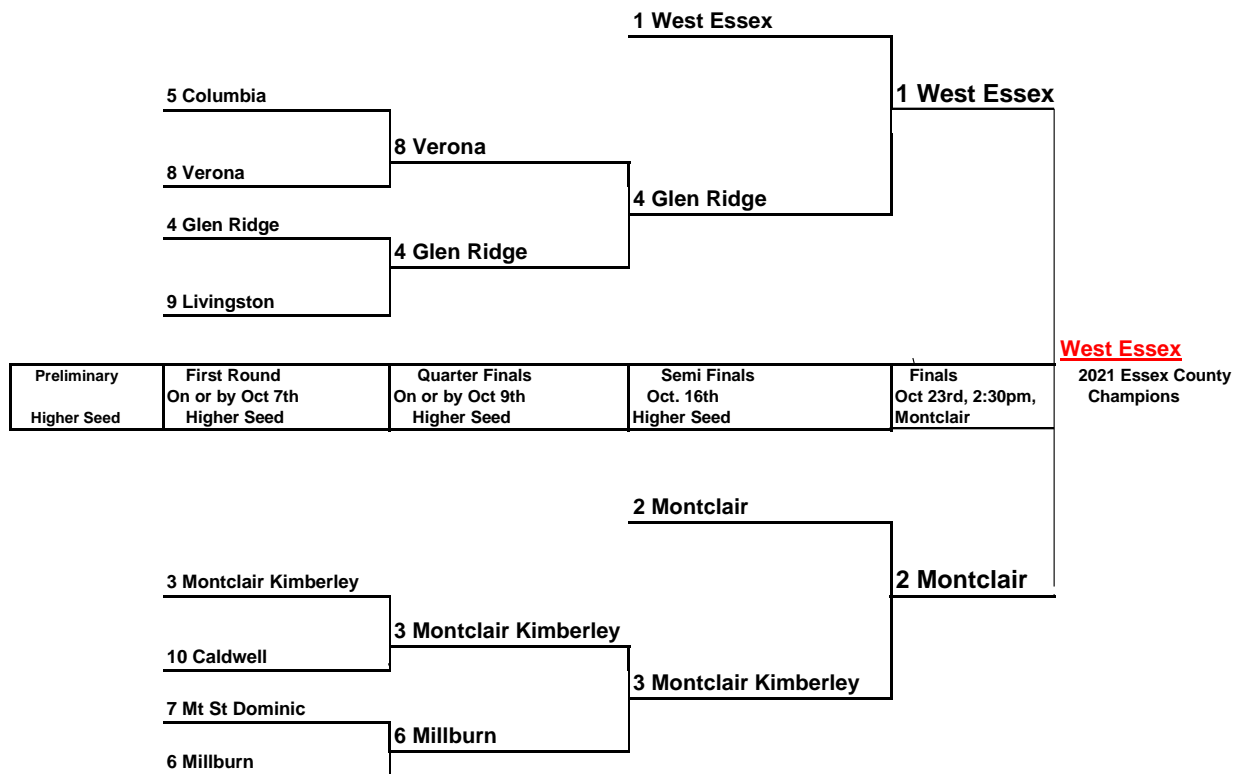 1 West Essex
1 West Essex
5 Columbia
8 Verona
8 Verona
4 Glen Ridge
4 Glen Ridge
4 Glen Ridge
9 Livingston
West Essex
Preliminary First Round Quarter Finals Semi Finals Finals 2021 Essex County
On or by Oct 7th On or by Oct 9th Oct. 16th Oct 23rd, 2:30pm, Champions
Higher Seed Higher Seed Higher Seed Higher Seed Montclair
2 Montclair
3 Montclair Kimberley
2 Montclair
3 Montclair Kimberley
10 Caldwell
3 Montclair Kimberley
7 Mt St Dominic
6 Millburn
6 Millburn